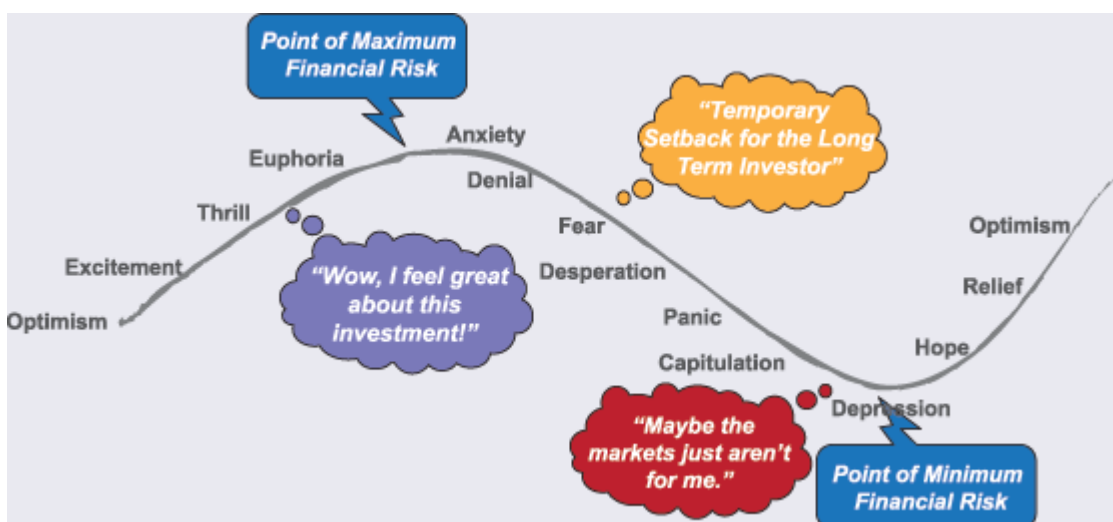 Point of Maximum
Financial Risk
Anxiety
Euphoria
Denial
"Temporary
Setback for the Long
Term Investor"
Thrill
Fear
Optimism
Excitement
"Wow, I feel great
about this
investment!"
Desperation
Relief
Optimism
Panic
Hope
Capitulation
Depression
"Maybe the
markets just aren't
for me."
Point of Minimum
Financial Risk